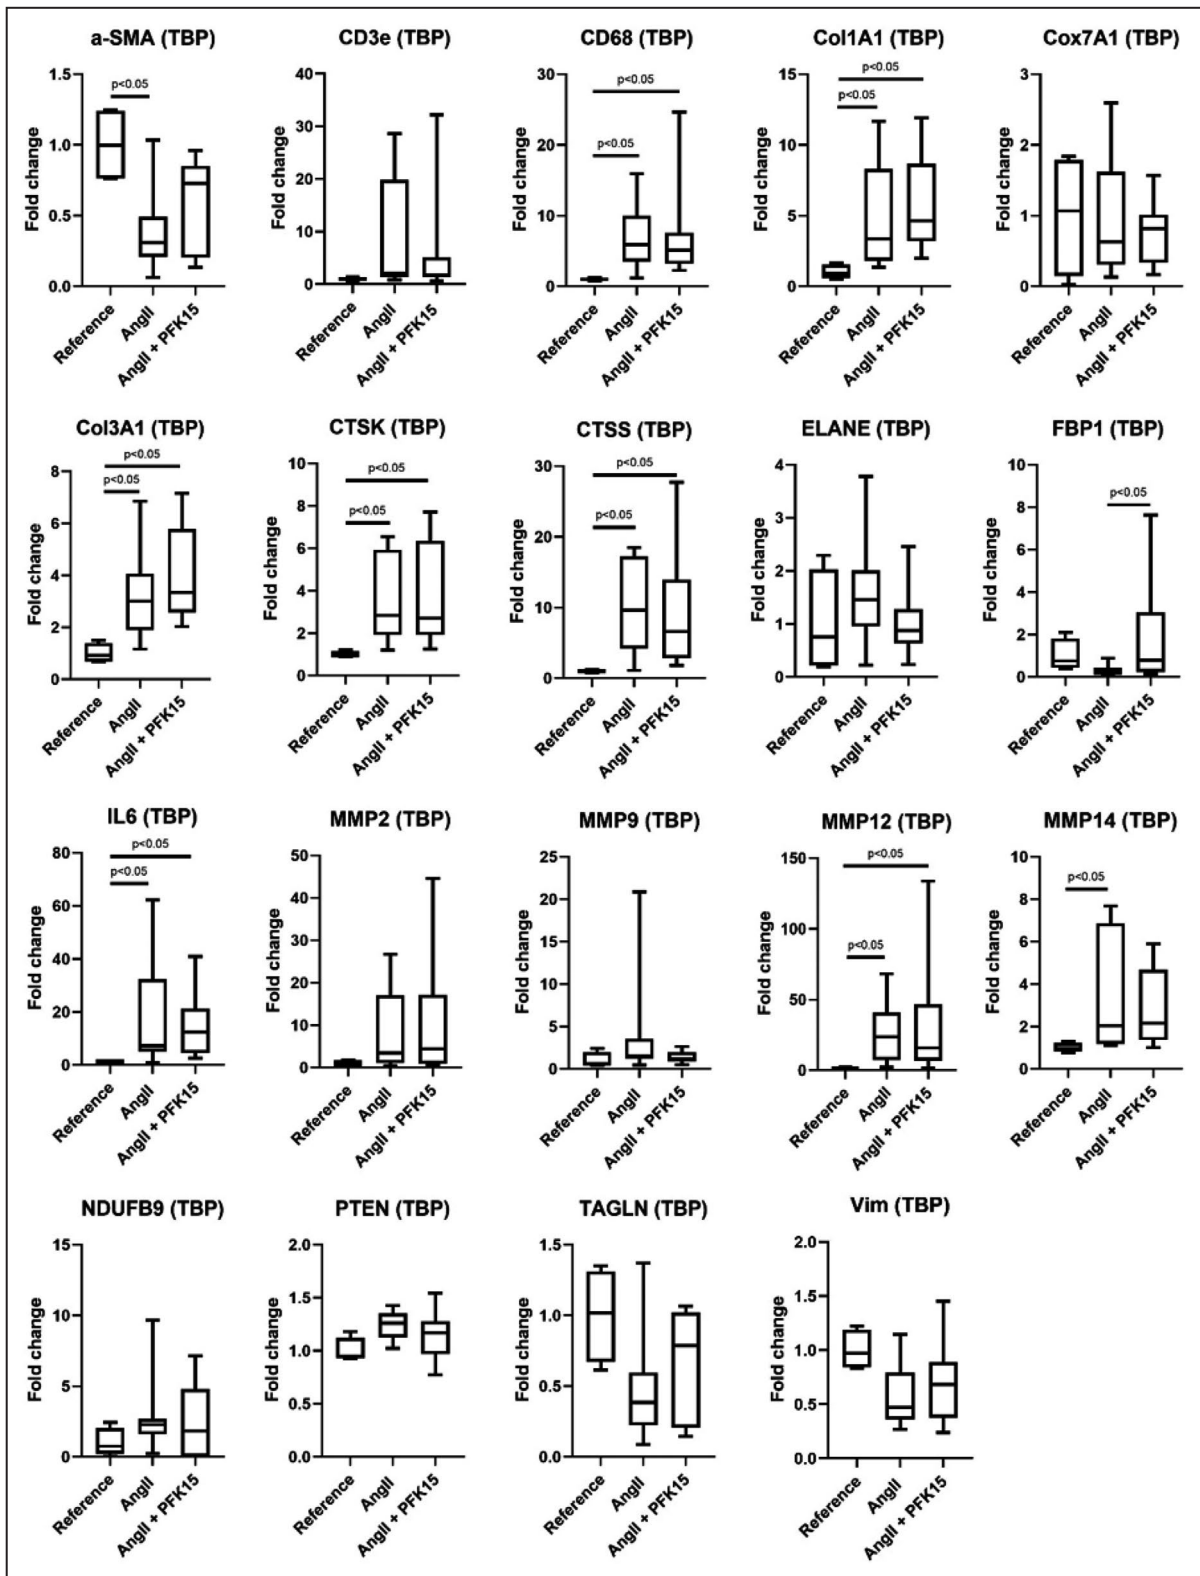 a-SMA (TBP)
CD3e (TBP)
CD68 (TBP)
Col1A1 (TBP)
Cox7A1 (TBP)
Fold change
1.5
1.0
0.5
0.0
p<0.05
Reference
AngII
AngII + PFK15
Fold change
40
30
20
10
0
Reference
AngII
AngII + PFK15
Fold change
30
20
10
0
p<0.05
p<0.05
Reference
AngII
AngII + PFK15
Fold change
15
10
5
0
p<0.05
p<0.05
Reference
AngII
AngII + PFK15
Fold change
3
2
1
0
Reference
AngII
AngII + PFK15
Col3A1 (TBP)
CTSK (TBP)
CTSS (TBP)
ELANE (TBP)
FBP1 (TBP)
Fold change
8
6
4
2
0
p<0.05
p<0.05
Reference
AngII
AngII + PFK15
Fold change
10
8
6
4
2
0
p<0.05
p<0.05
Reference
AngII
AngII + PFK15
Fold change
30
20
10
0
p<0.05
p<0.05
Reference
AngII
AngII + PFK15
Fold change
4
3
2
1
0
Reference
AngII
AngII + PFK15
Fold change
10
8
6
4
2
0
p<0.05
Reference
AngII
AngII + PFK15
IL6 (TBP)
MMP2 (TBP)
MMP9 (TBP)
MMP12 (TBP)
MMP14 (TBP)
Fold change
80
60
40
20
0
p<0.05
p<0.05
Reference
AngII
AngII + PFK15
Fold change
50
40
30
20
10
0
Reference
AngII
AngII + PFK15
Fold change
25
20
15
10
5
0
Reference
AngII
AngII + PFK15
Fold change
150
100
50
0
p<0.05
p<0.05
Reference
AngII
AngII + PFK15
Fold change
10
8
6
4
2
0
p<0.05
Reference
AngII
AngII + PFK15
NDUFB9 (TBP)
PTEN (TBP)
TAGLN (TBP)
Vim (TBP)
Fold change
15
10
5
0
Reference
AngII
AngII + PFK15
Fold change
2.0
1.5
1.0
0.5
0.0
Reference
AngII
AngII + PFK15
Fold change
1.5
1.0
0.5
0.0
Reference
AngII
AngII + PFK15
Fold change
2.0
1.5
1.0
0.5
0.0
Reference
AngII
AngII + PFK15